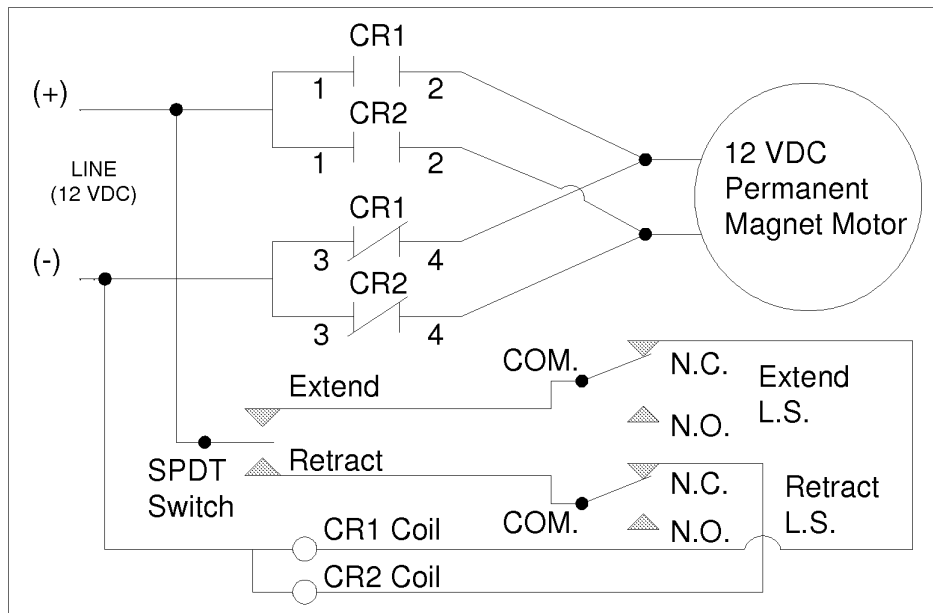 CR1
(+)
1
2
CR2
1
2
LINE
(12 VDC)
12 VDC
Permanent
Magnet Motor
CR1
(-)
3
4
CR2
3
4
COM.
N.C.
Extend
Extend
L.S.
N.O.
Retract
SPDT
Switch
N.C.
Retract
L.S.
COM.
N.O.
CR1 Coil
CR2 Coil